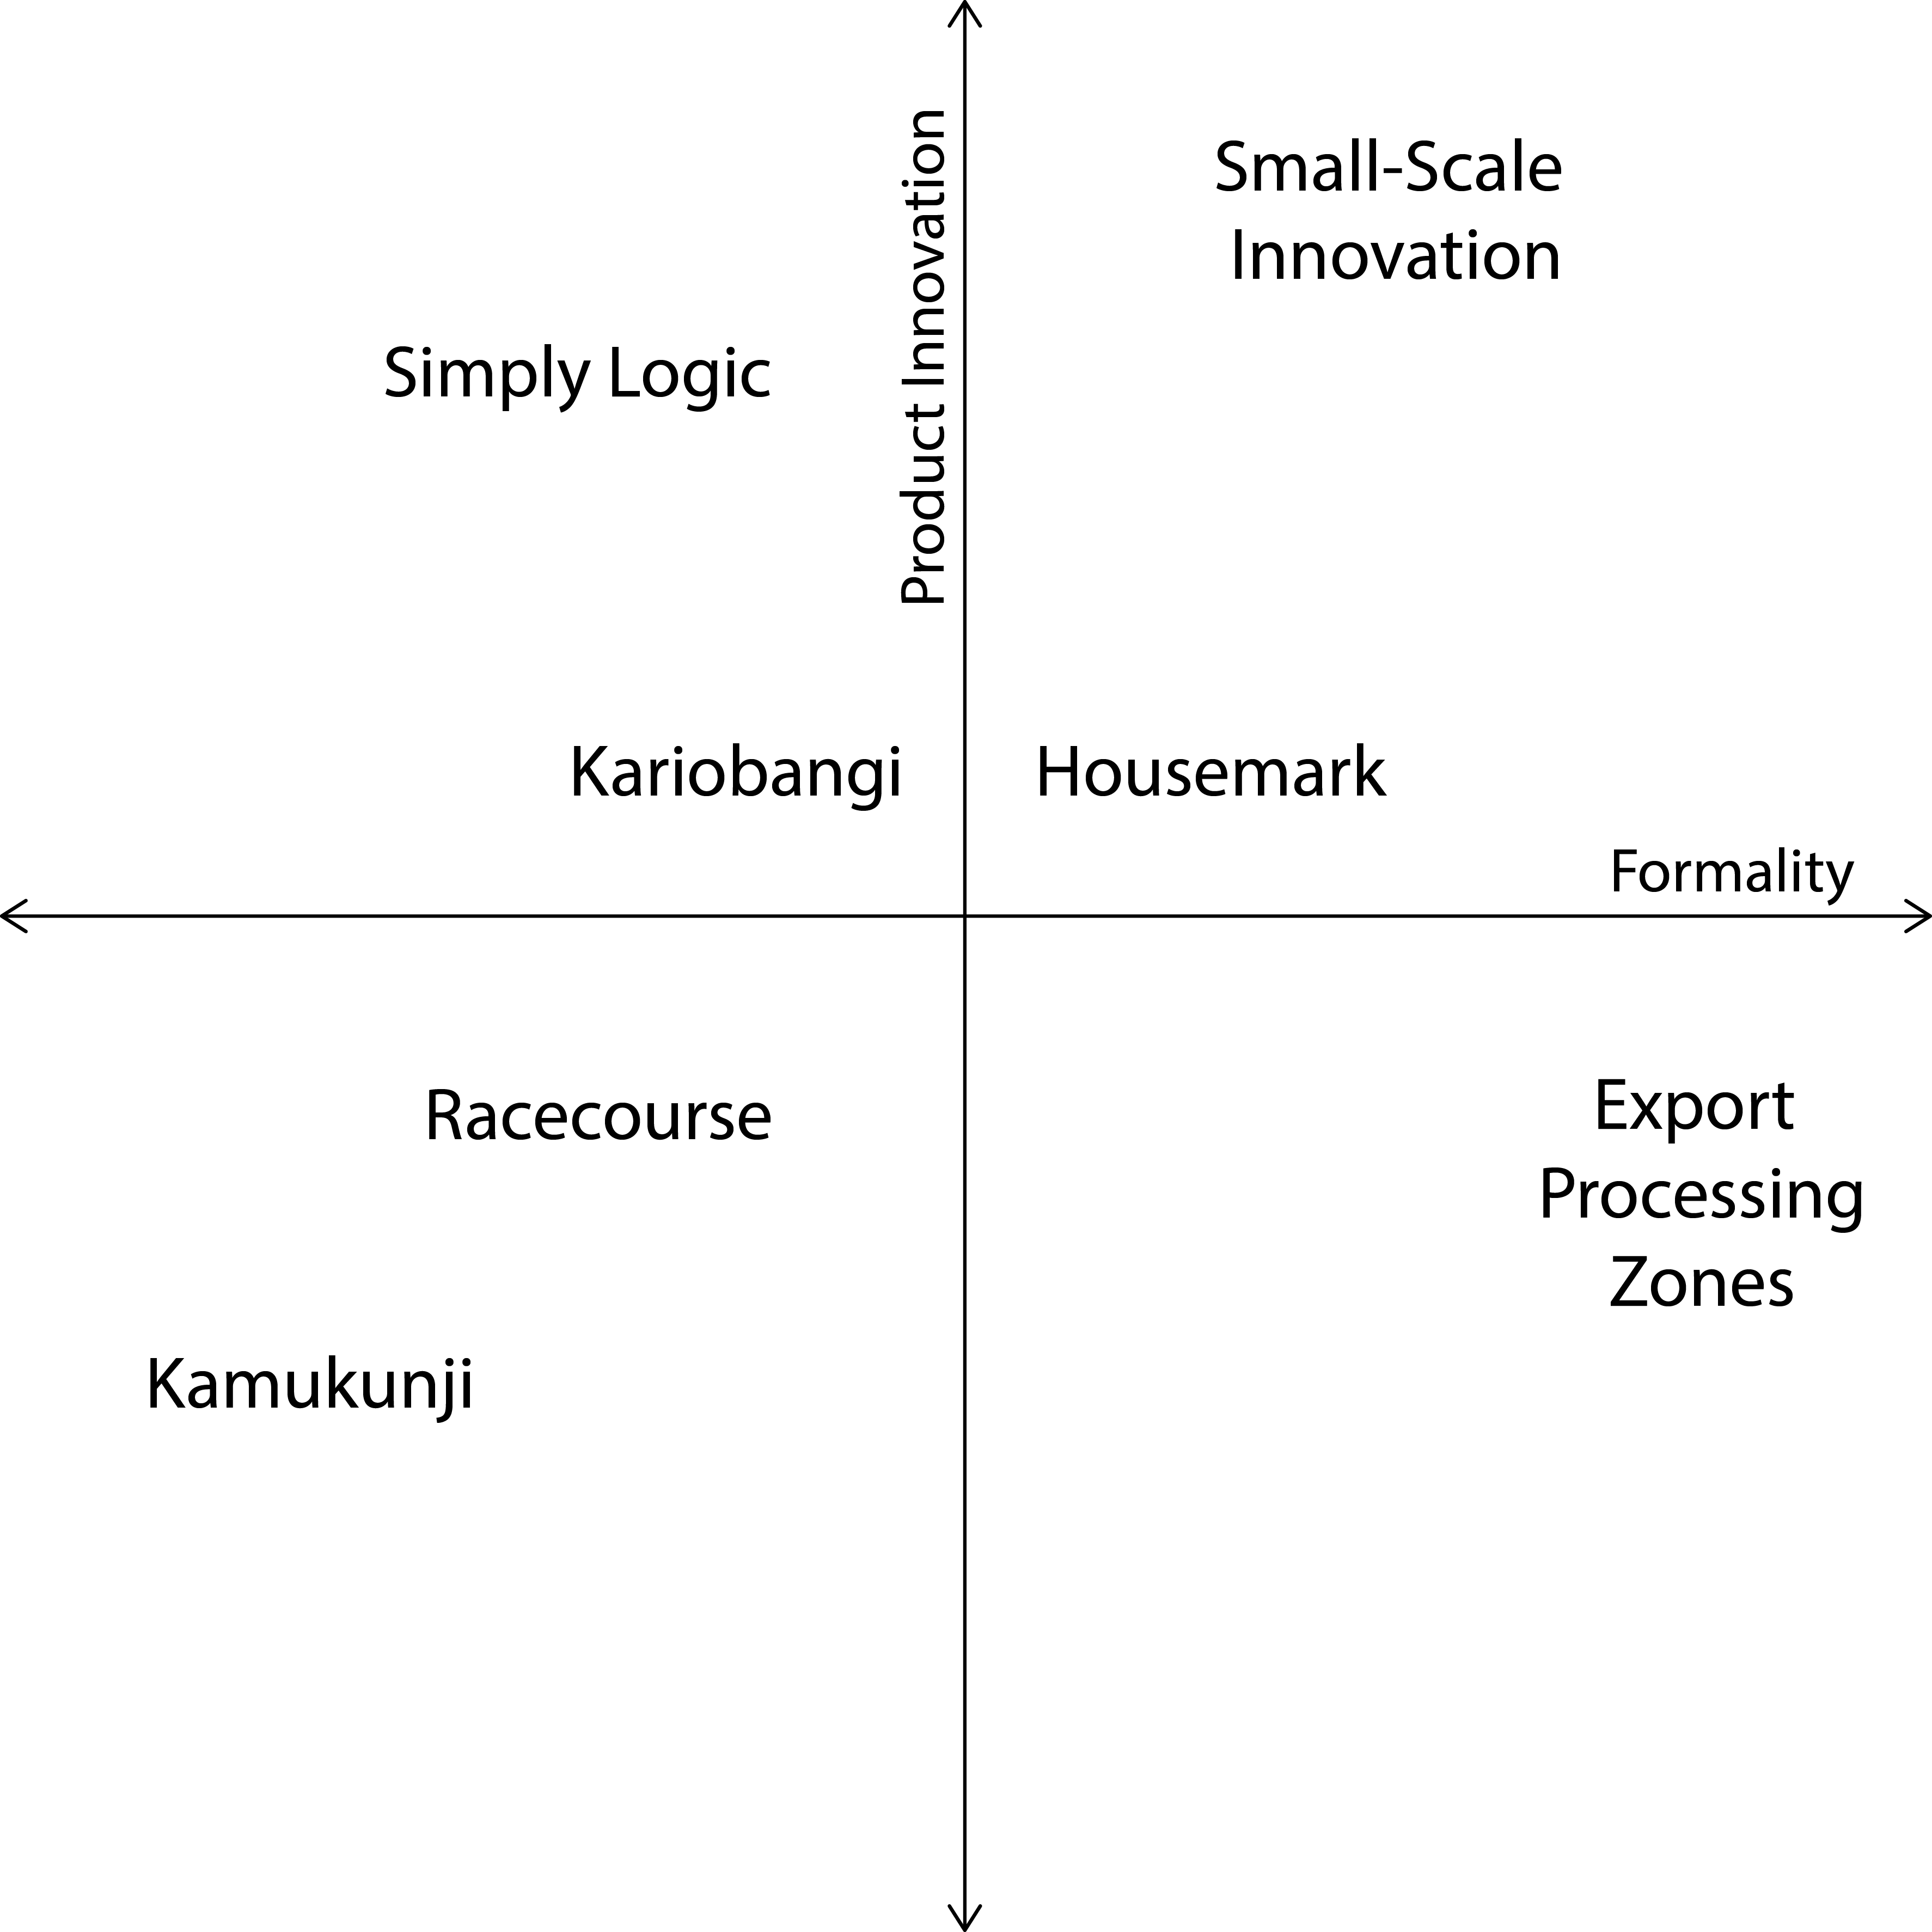 Product Innovation
Small-Scale
Innovation
Simply Logic
Kariobangi
Housemark
Formality
Racecourse
Export
Processing
Zones
Kamukunji